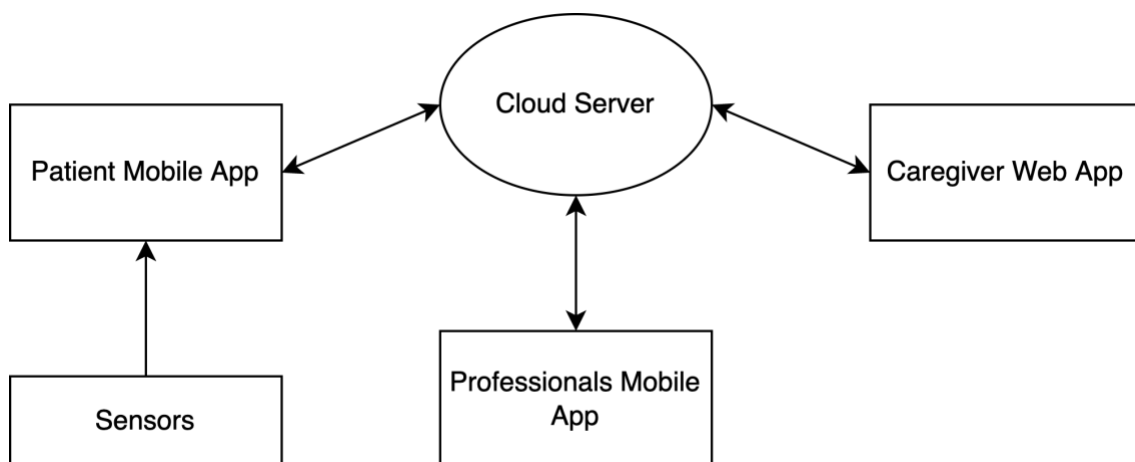 Cloud Server
Patient Mobile App
Caregiver Web App
Professionals Mobile
App
Sensors